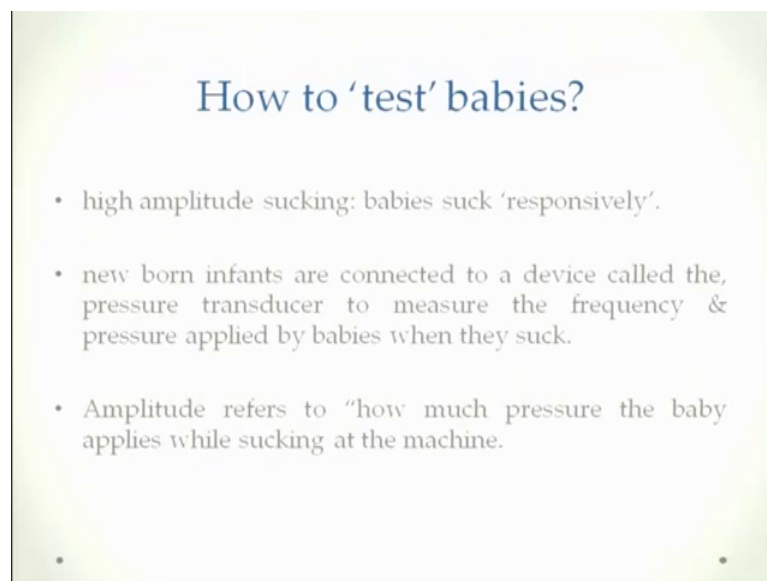 How to ‘test’ babies?
• high amplitude sucking: babies suck ‘responsively’.
• new born infants are connected to a device called the,
pressure transducer to measure the frequency &
pressure applied by babies when they suck.
• Amplitude refers to “how much pressure the baby
applies while sucking at the machine.